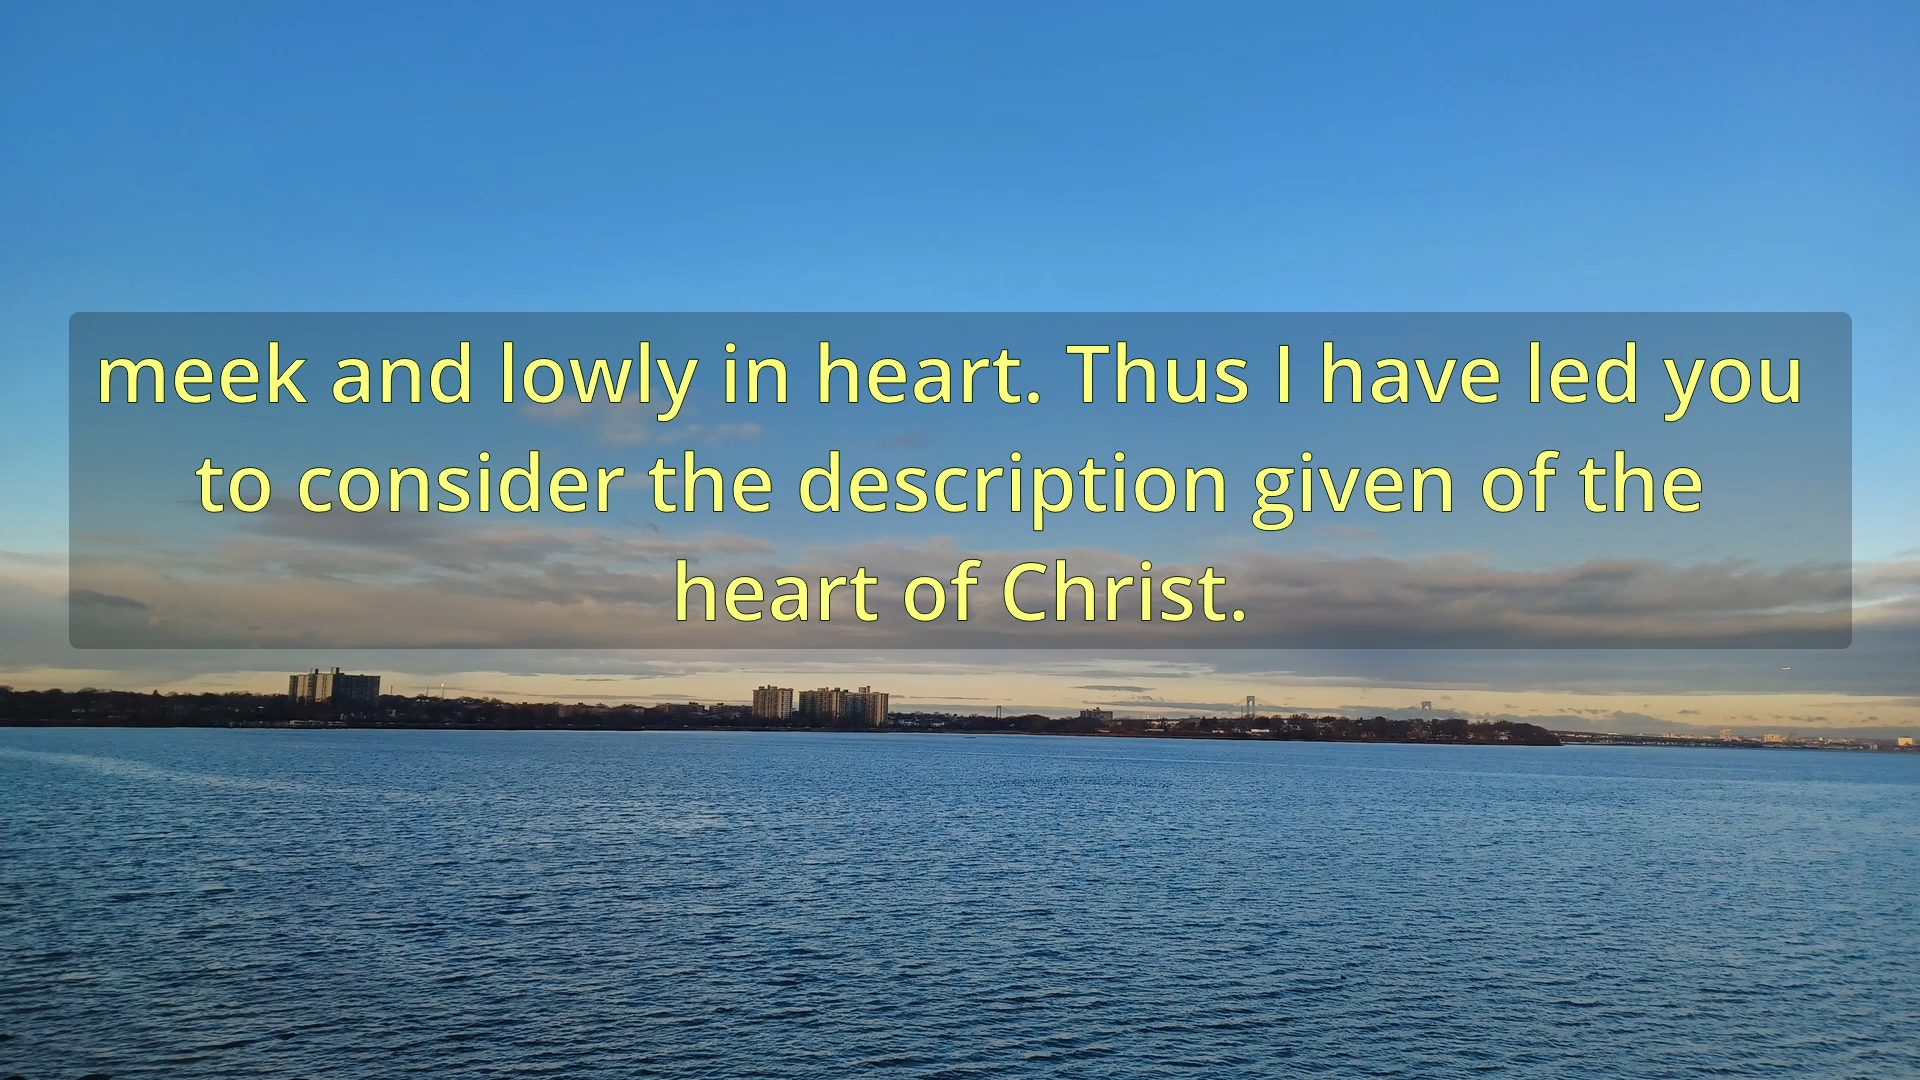 meek and lowly in heart. Thus I have led you
to consider the description given of the
heart of Christ.